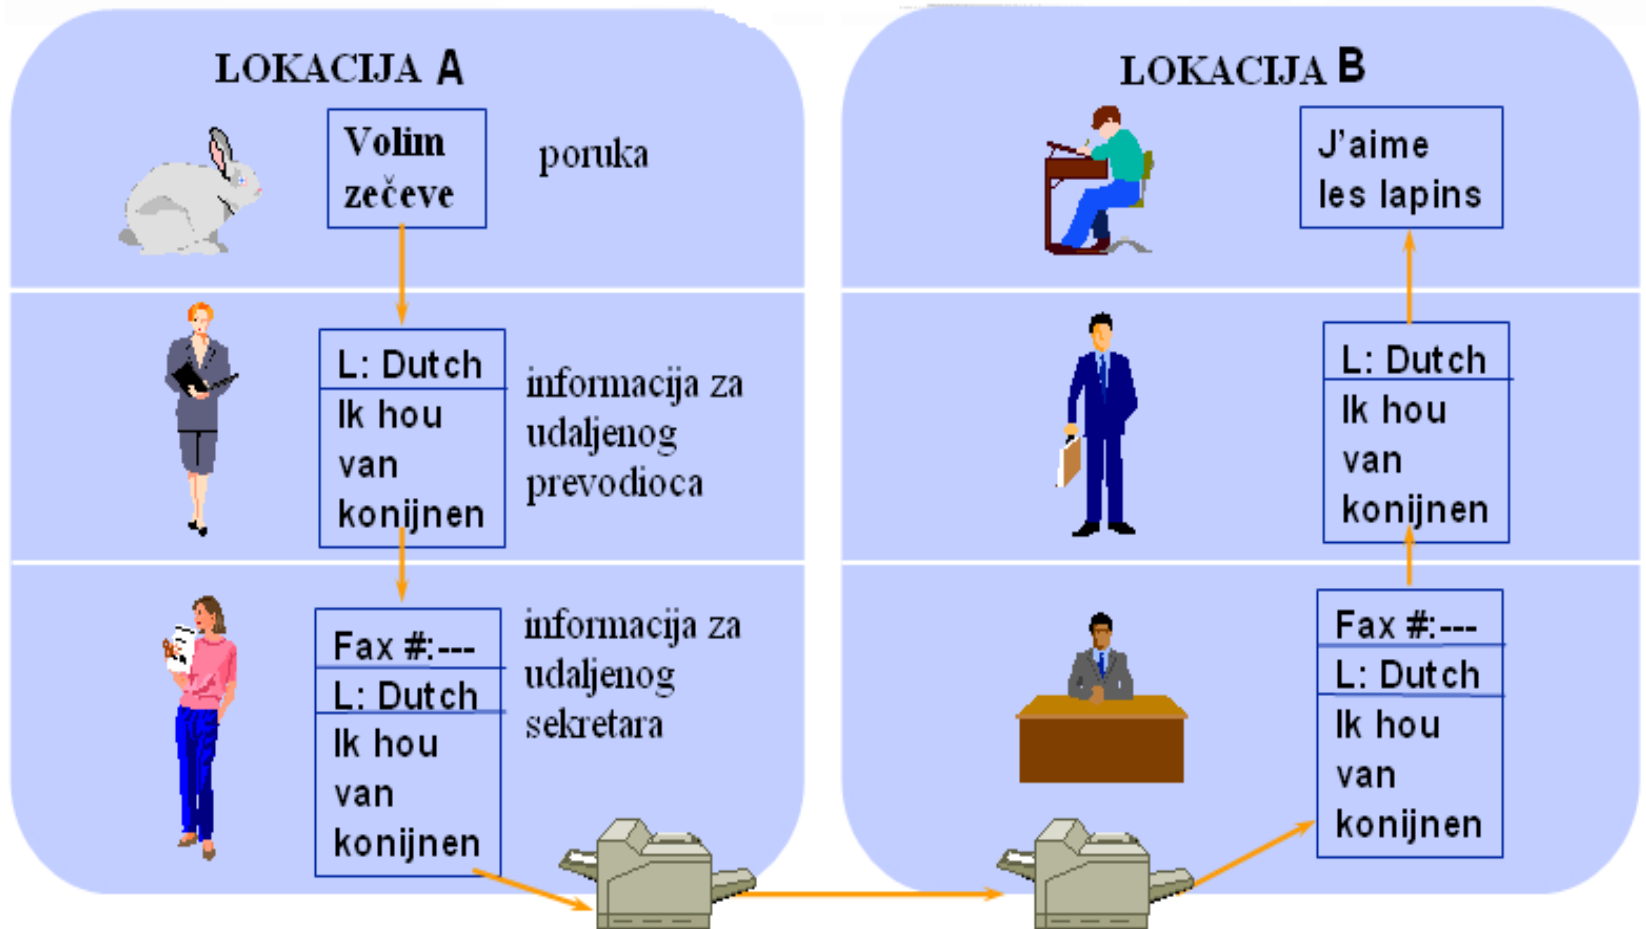 LOKACIJA A
Volim
zečeve
poruka
L: Dutch
Ik hou
van
konijnen
informacija za
udaljenog
prevodioca
Fax #:---
L: Dutch
Ik hou
van
konijnen
informacija za
udaljenog
sekretara
LOKACIJA B
J'aime
les lapins
L: Dutch
Ik hou
van
konijnen
Fax #:---
L: Dutch
Ik hou
van
konijnen